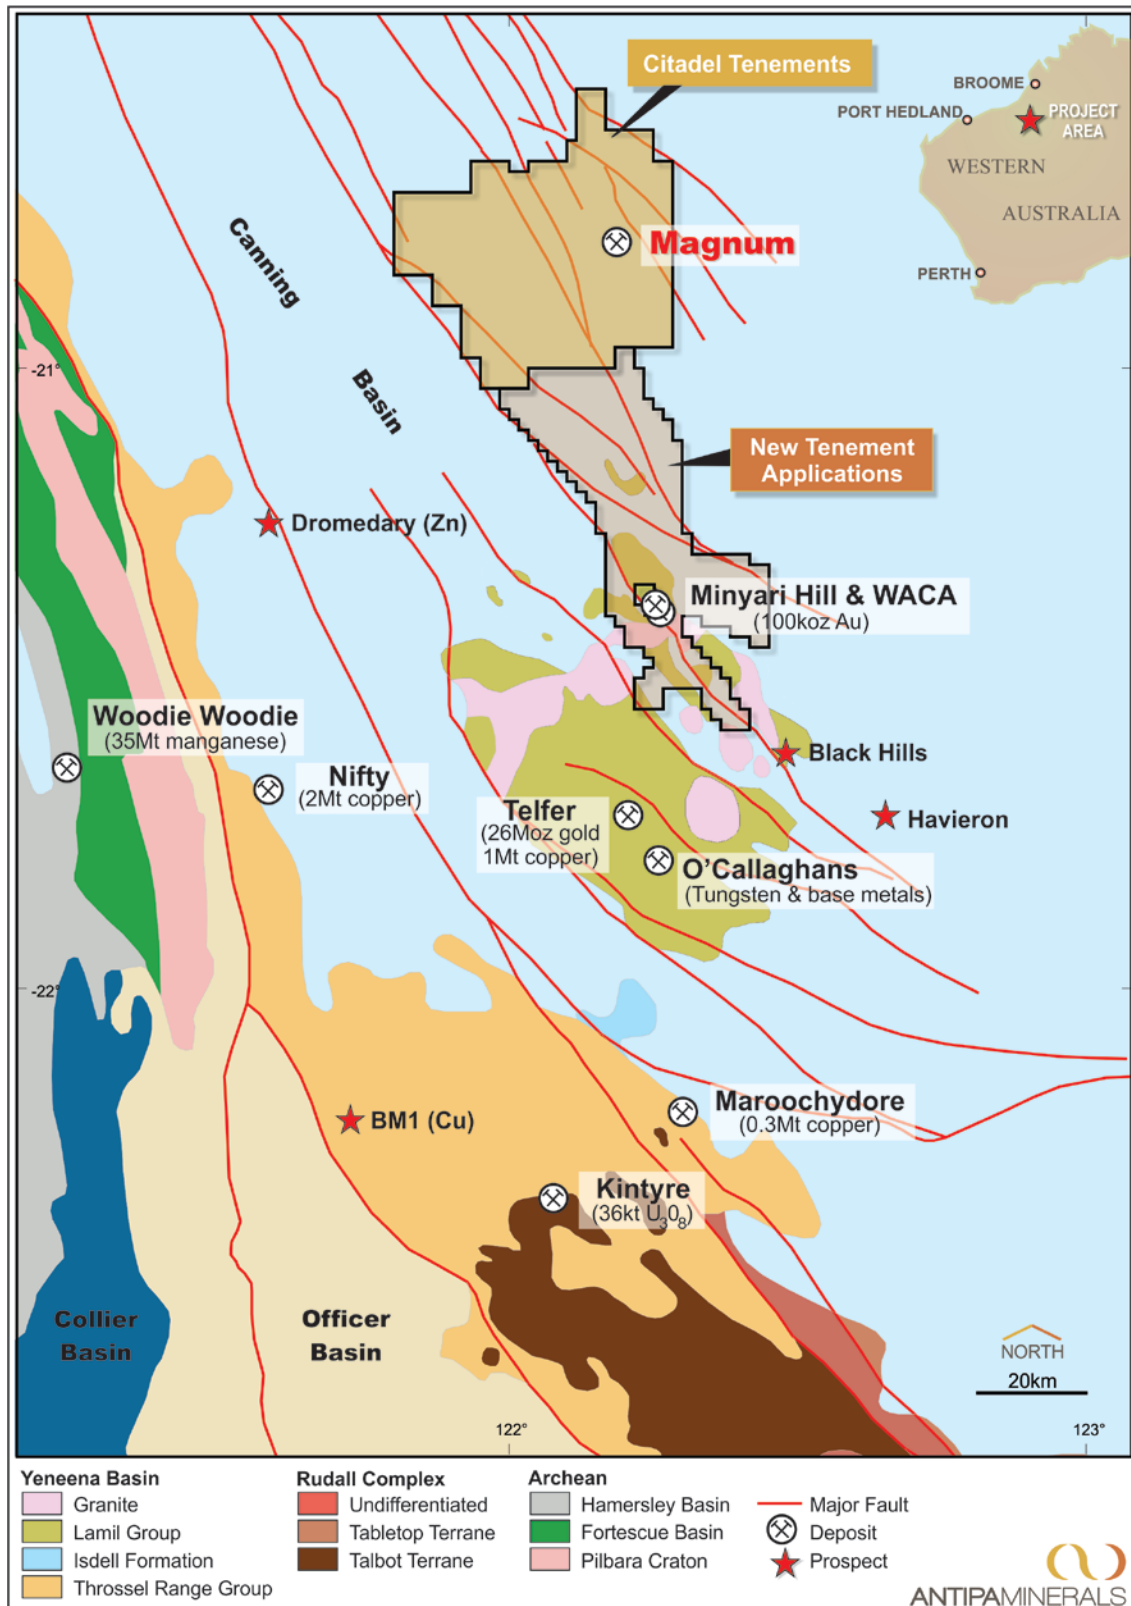 Citadel Tenements
BROOME
PORT HEDLAND
PROJECT
AREA
WESTERN
AUSTRALIA
PERTH
Canning
Basin
Magnum
-21°
New Tenement
Applications
Dromedary (Zn)
Minyari Hill & WACA
(100koz Au)
Woodie Woodie
(35Mt manganese)
Nifty
(2Mt copper)
Black Hills
Telfer
(26Moz gold
1Mt copper)
Havieron
O'Callaghans
(Tungsten & base metals)
-22°
Maroochydore
(0.3Mt copper)
BM1 (Cu)
Kintyre
(36kt U₃0₈)
Collier
Basin
Officer
Basin
NORTH
20km
122°
123°
Yeneena Basin
Granite
Lamil Group
Isdell Formation
Throssel Range Group
Rudall Complex
Undifferentiated
Tabletop Terrane
Talbot Terrane
Archean
Hamersley Basin
Fortescue Basin
Pilbara Craton
Major Fault
Deposit
Prospect
ANTIPAMINERALS